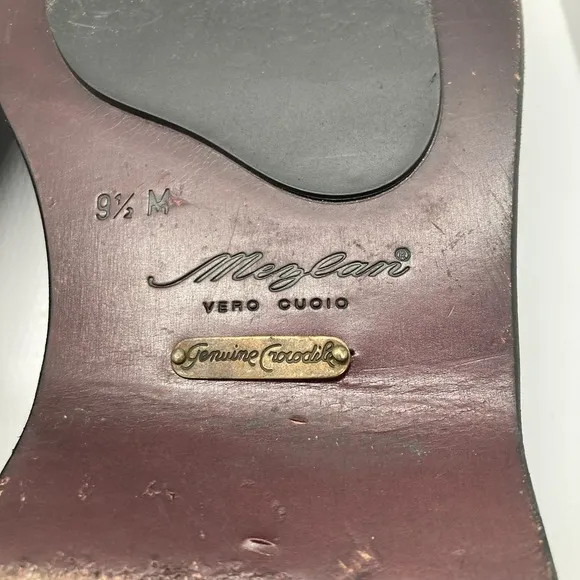 9½ M
Mezlan®
VERO CUOIO
Genuine Crocodile